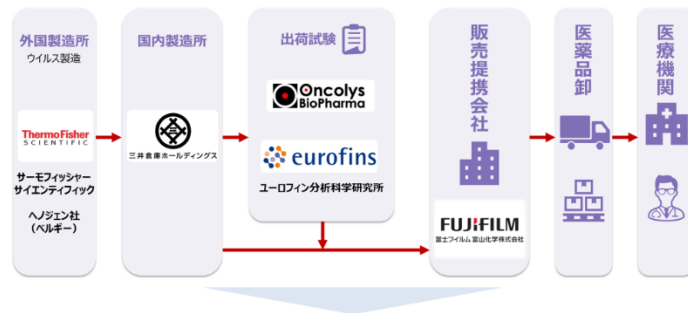 外国製造所
ウイルス製造
ThermoFisher
SCIENTIFIC
サーモフィッシャー
サイエンティフィック
ヘノジェン社
(ベルギー)
国内製造所
三井倉庫ホールディングス
出荷試験
Oncolys
BioPharma
eurofins
ユーロフィン分析科学研究所
販売提携会社
FUJIFILM
富士フイルム富山化学株式会社
医薬品卸
医療機関